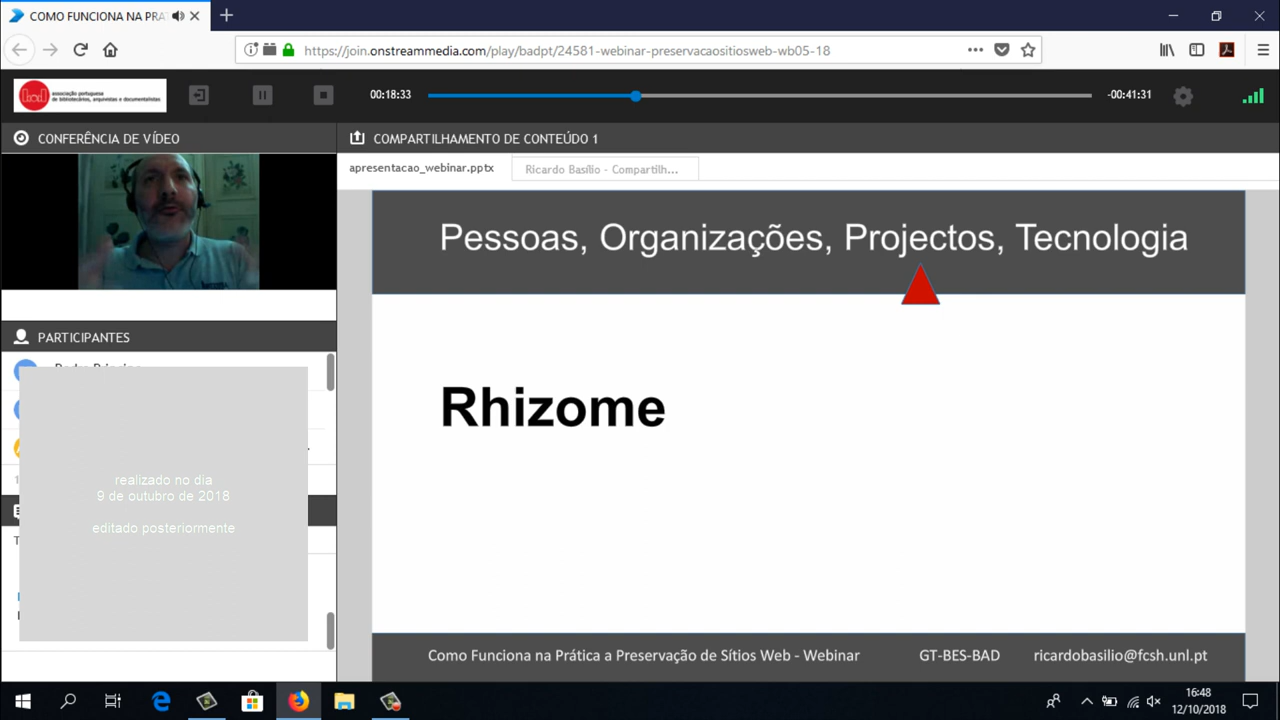 COMO FUNCIONA NA PRA
https://join.onstreammedia.com/play/badpt/24581-webinar-preservacaositiosweb-wb05-18
associação portuguesa
de bibliotecários, arquivistas e documentalistas
00:18:33
-00:41:31
CONFERÊNCIA DE VÍDEO
COMPARTILHAMENTO DE CONTEÚDO 1
apresentacao_webinar.pptx
Ricardo Basílio - Compartilh...
Pessoas, Organizações, Projectos, Tecnologia
PARTICIPANTES
Rhizome
realizado no dia
9 de outubro de 2018
editado posteriormente
Como Funciona na Prática a Preservação de Sítios Web - Webinar
GT-BES-BAD
ricardobasilio@fcsh.unl.pt
16:48
12/10/2018